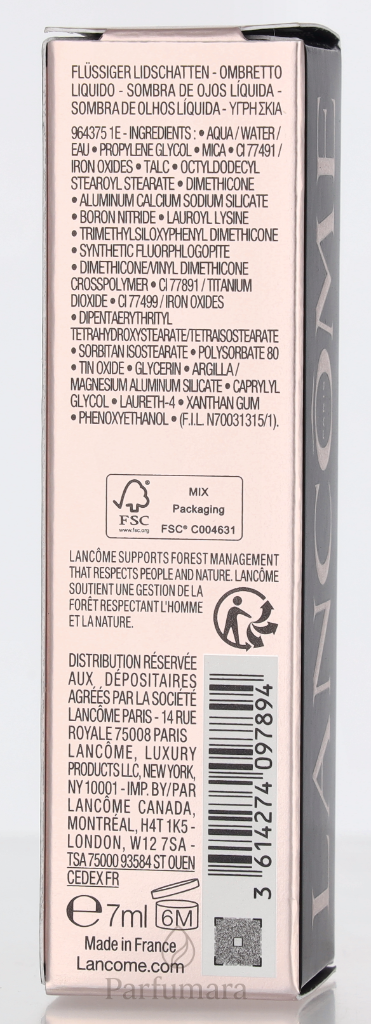 FLÜSSIGER LIDSCHATTEN - OMBRETTO
LIQUIDO - SOMBRA DE OJOS LÍQUIDA -
SOMBRA DE OLHOS LÍQUIDA - ΥΓΡΗ ΣΚΙΑ
964375 1E - INGREDIENTS : • AQUA / WATER /
EAU • PROPYLENE GLYCOL • MICA • CI 77491 /
IRON OXIDES • TALC • OCTYLDODECYL
STEAROYL STEARATE • DIMETHICONE
• ALUMINUM CALCIUM SODIUM SILICATE
• BORON NITRIDE • LAUROYL LYSINE
• TRIMETHYLSILOXYPHENYL DIMETHICONE
• SYNTHETIC FLUORPHLOGOPITE
• DIMETHICONE/VINYL DIMETHICONE
CROSSPOLYMER • CI 77891 / TITANIUM
DIOXIDE • CI 77499 / IRON OXIDES
• DIPENTAERYTHRITYL
TETRAHYDROXYSTEARATE/TETRAISOSTEARATE
• SORBITAN ISOSTEARATE • POLYSORBATE 80
• TIN OXIDE • GLYCERIN • ARGILLA /
MAGNESIUM ALUMINUM SILICATE • CAPRYLYL
GLYCOL • LAURETH-4 • XANTHAN GUM
• PHENOXYETHANOL • (F.I.L. N70031315/1).
FSC
www.fsc.org
MIX
Packaging
FSC® C004631
LANCÔME SUPPORTS FOREST MANAGEMENT
THAT RESPECTS PEOPLE AND NATURE. LANCÔME
SOUTIENT UNE GESTION DE LA
FORÊT RESPECTANT L'HOMME
ET LA NATURE.
DISTRIBUTION RÉSERVÉE
AUX DÉPOSITAIRES
AGRÉÉS PAR LA SOCIÉTÉ
LANCÔME PARIS - 14 RUE
ROYALE 75008 PARIS
LANCÔME, LUXURY
PRODUCTS LLC, NEW YORK,
NY 10001 - IMP. BY/PAR
LANCÔME CANADA,
MONTRÉAL, H4T 1K5 -
LONDON, W12 7SA -
TSA 75000 93584 ST OUEN
CEDEX FR
e 7ml 6M
Made in France
Lancome.com
3 614274 097894
LANCÔME
Parfumara